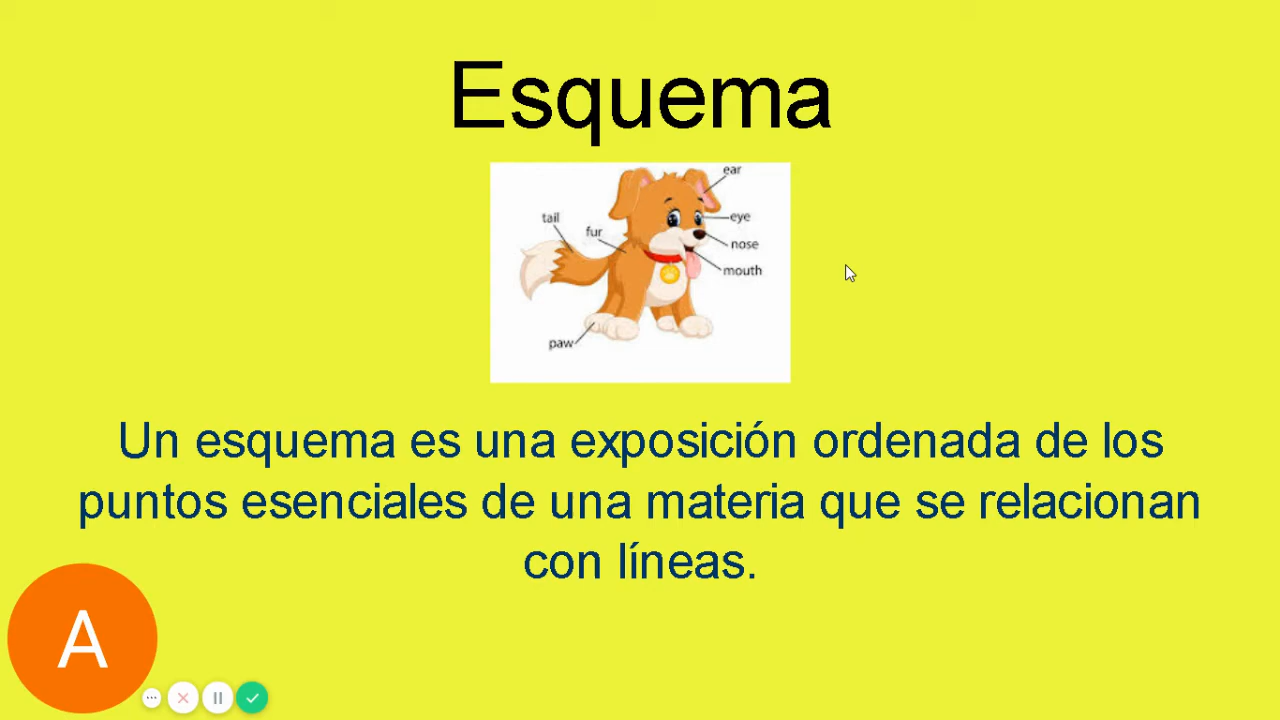 Esquema
ear
tail
eye
fur
nose
mouth
paw
Un esquema es una exposición ordenada de los
puntos esenciales de una materia que se relacionan
con líneas.
A